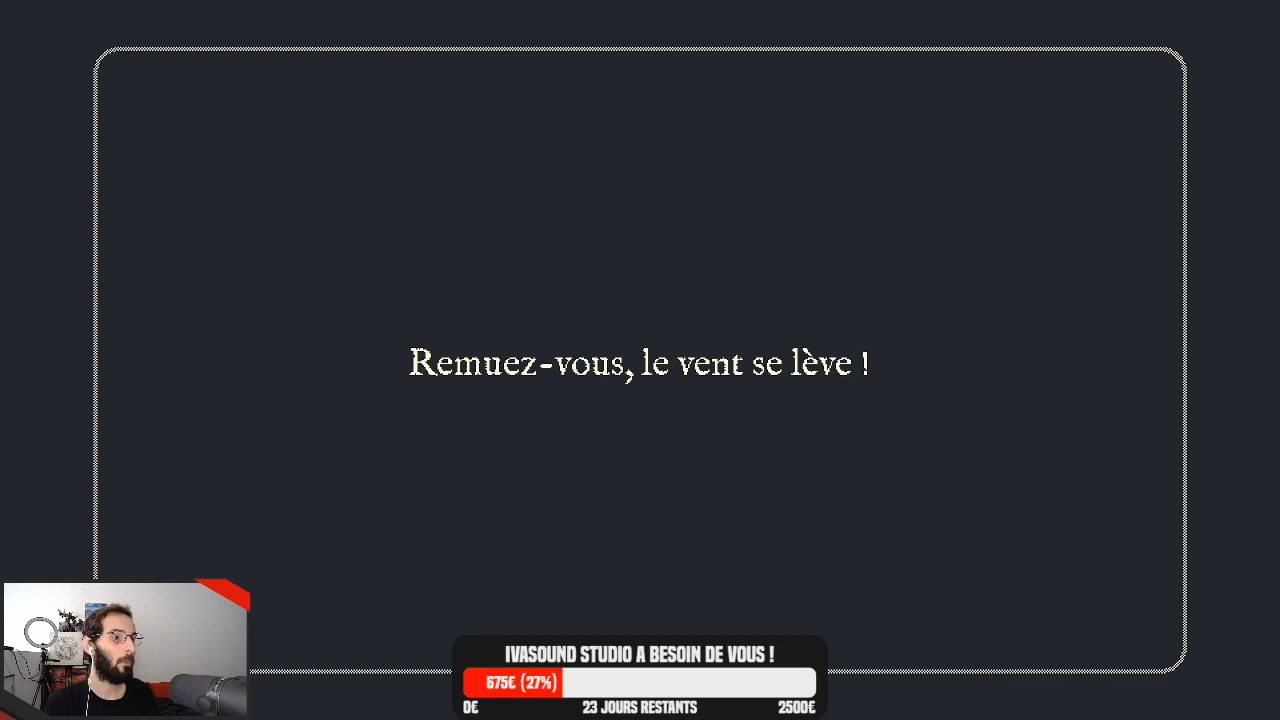 Remuez-vous, le vent se lève !
IVASOUND STUDIO A BESOIN DE VOUS !
675€ (27%)
0€ 23 JOURS RESTANTS 2500€